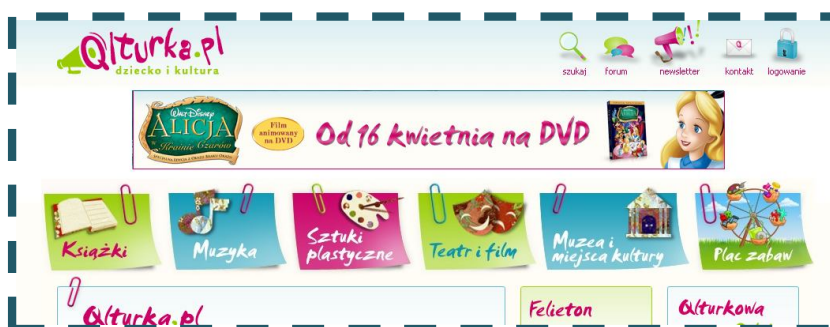 Qlturka.pl
dziecko i kultura
szukaj forum newsletter kontakt logowanie
Walt Disney
ALICJA
w Krainie Czarów
Film
animowany
na DVD
Od 16 kwietnia na DVD
Książki
Muzyka
Sztuki
plastyczne
Teatr i film
Muzea i
miejsca kultury
Plac zabaw
Qlturka.pl
Felieton
Qlturkowa